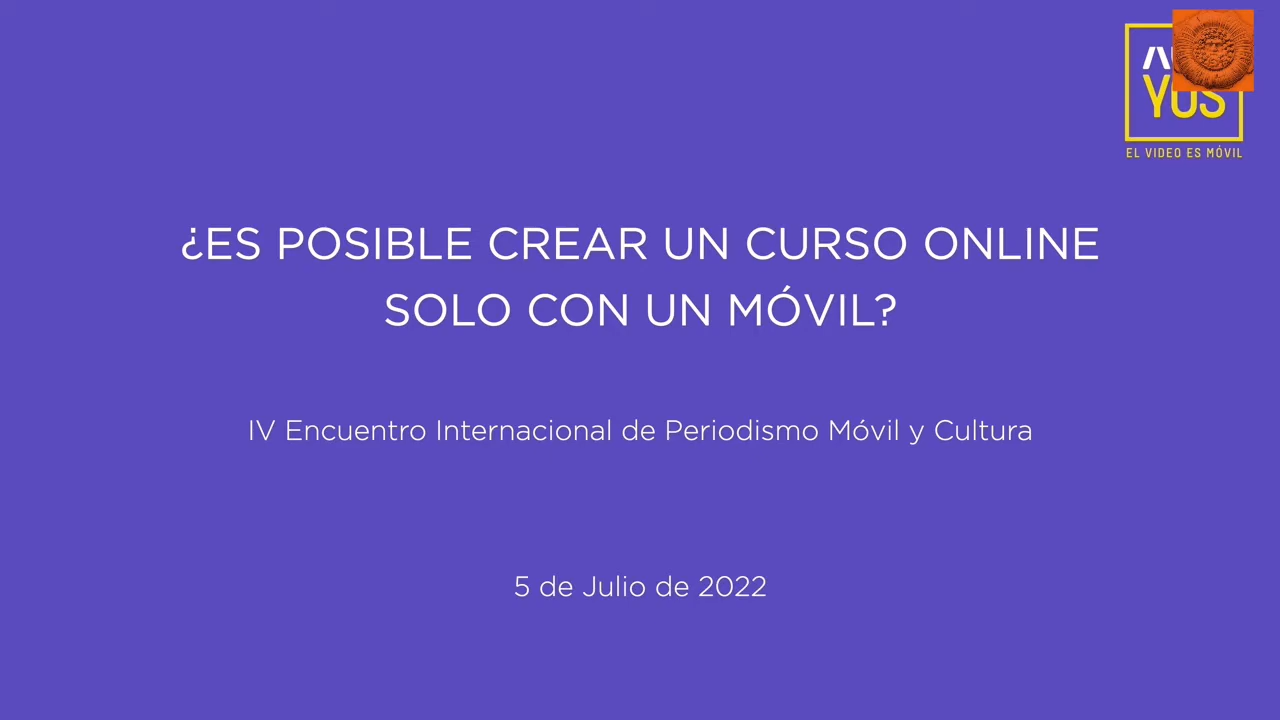 YUS
EL VIDEO ES MÓVIL
¿ES POSIBLE CREAR UN CURSO ONLINE
SOLO CON UN MÓVIL?
IV Encuentro Internacional de Periodismo Móvil y Cultura
5 de Julio de 2022